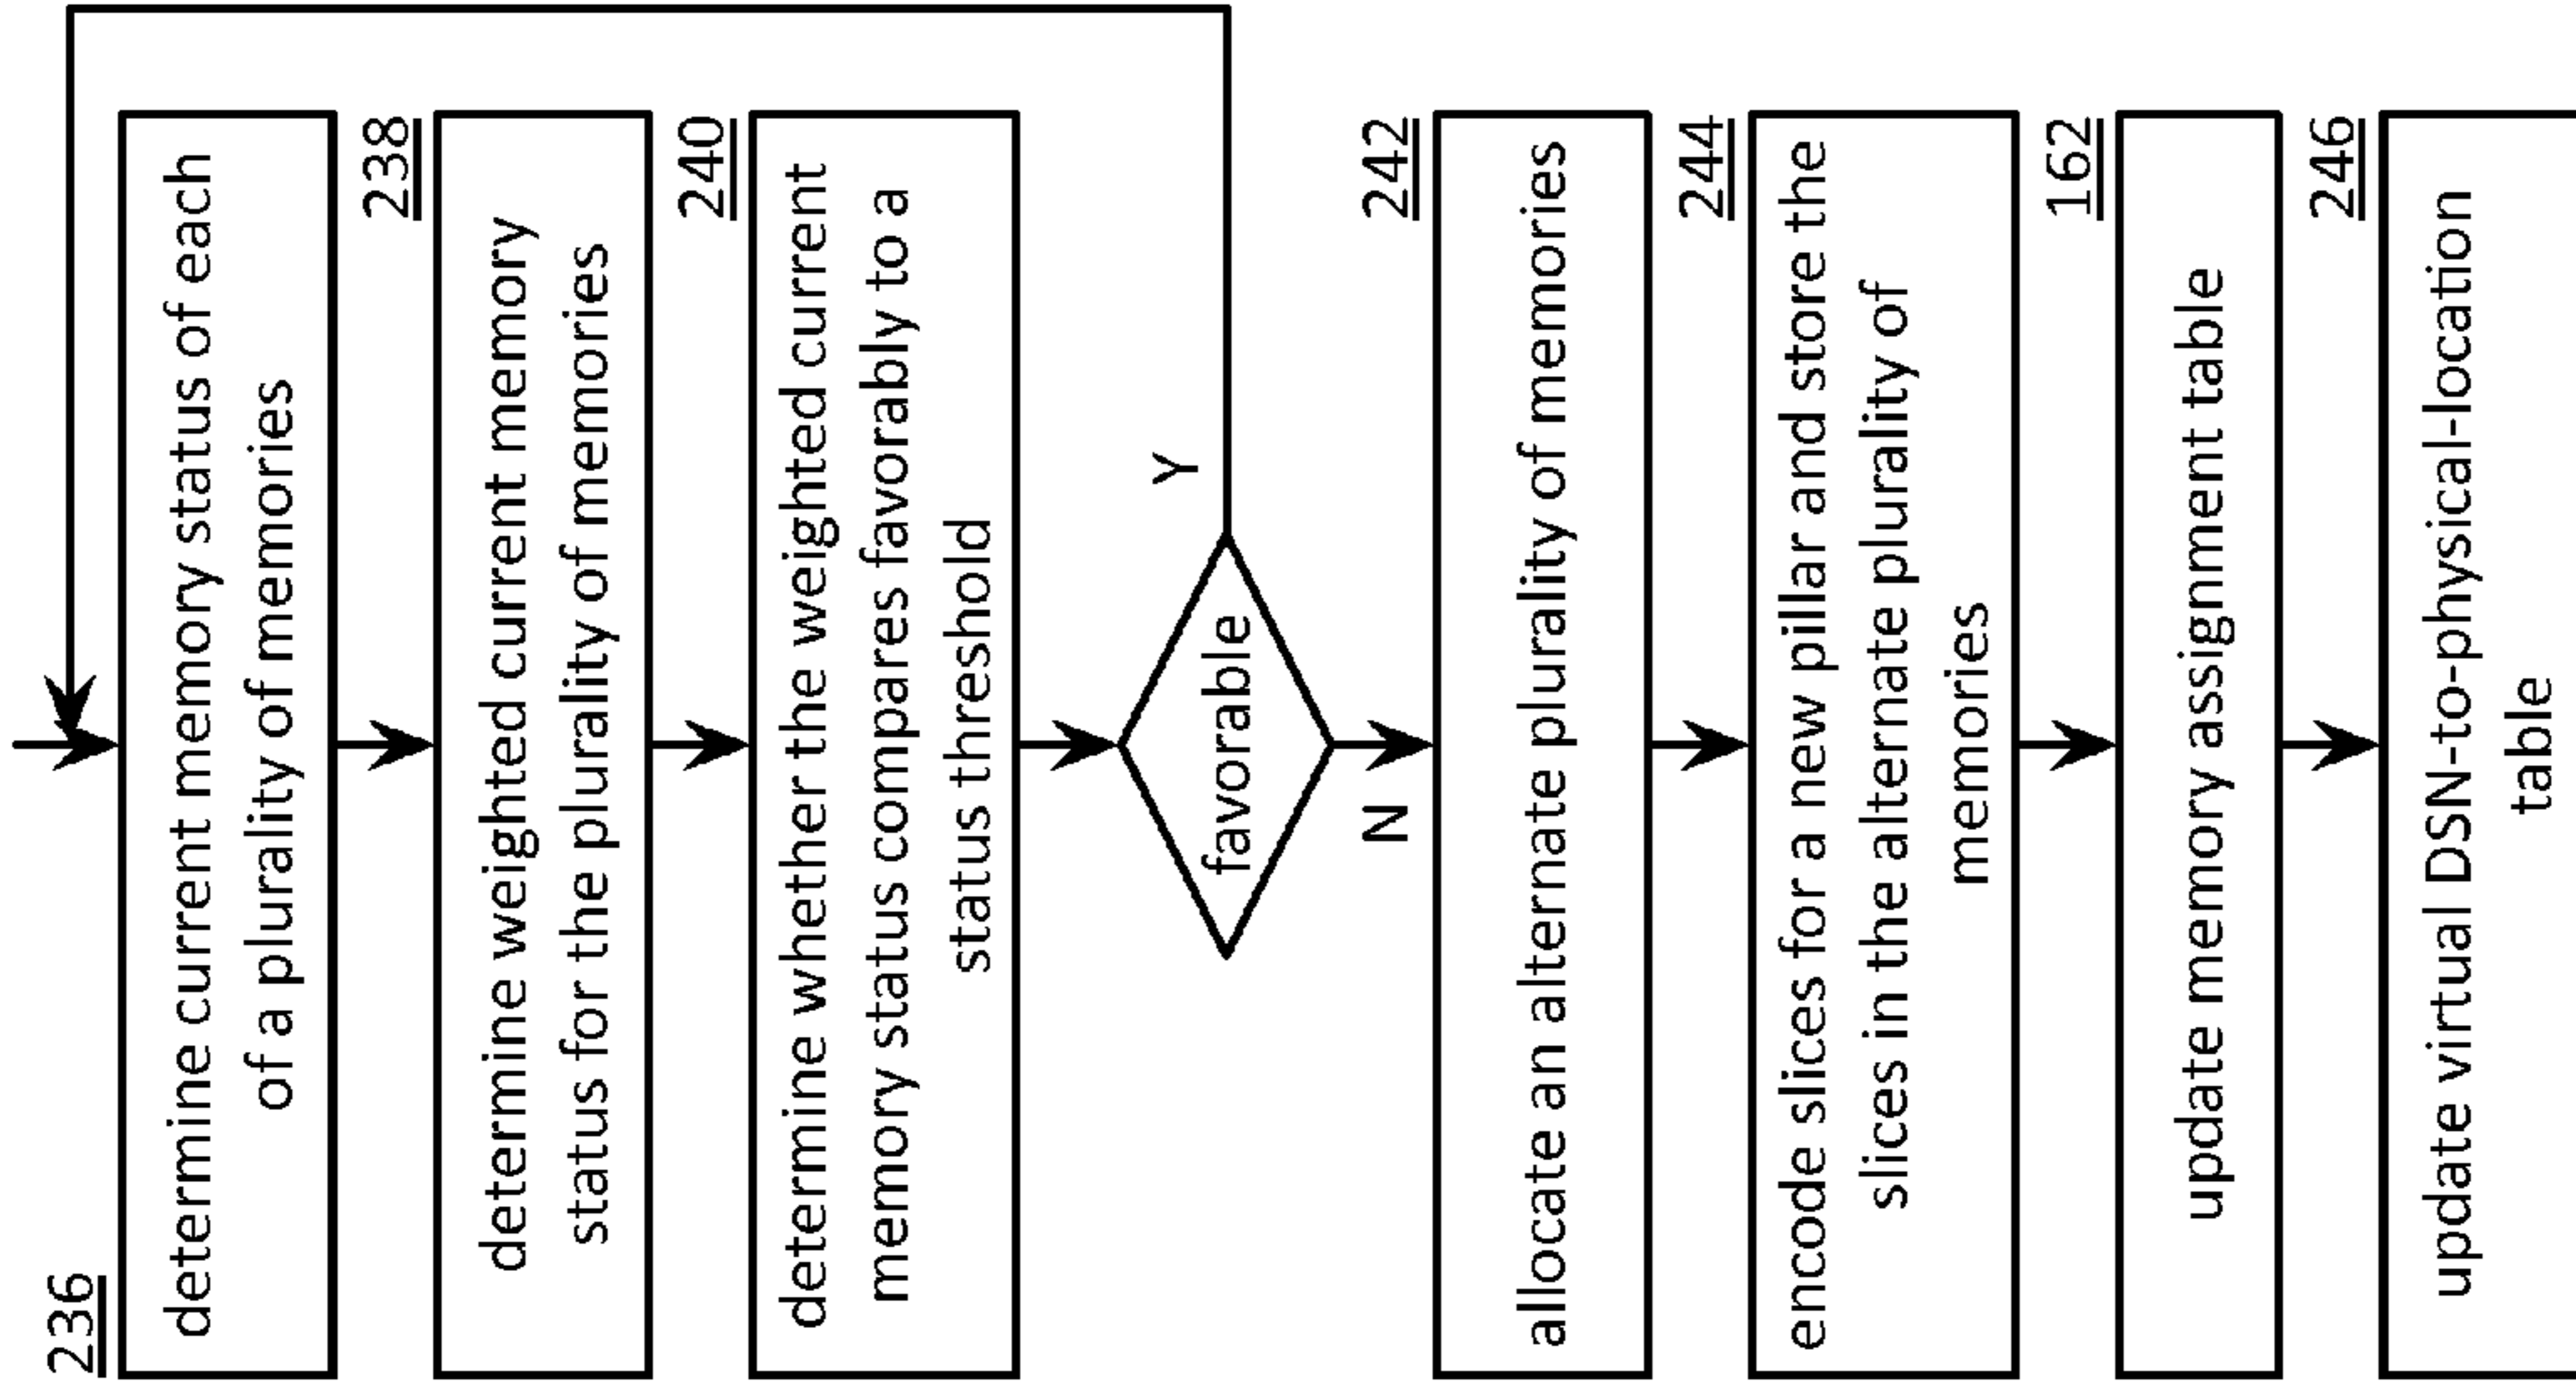 236
determine current memory status of each
of a plurality of memories
238
determine weighted current memory
status for the plurality of memories
240
determine whether the weighted current
memory status compares favorably to a
status threshold
favorable
Y
N
242
allocate an alternate plurality of memories
244
encode slices for a new pillar and store the
slices in the alternate plurality of
memories
162
update memory assignment table
246
update virtual DSN-to-physical-location
table